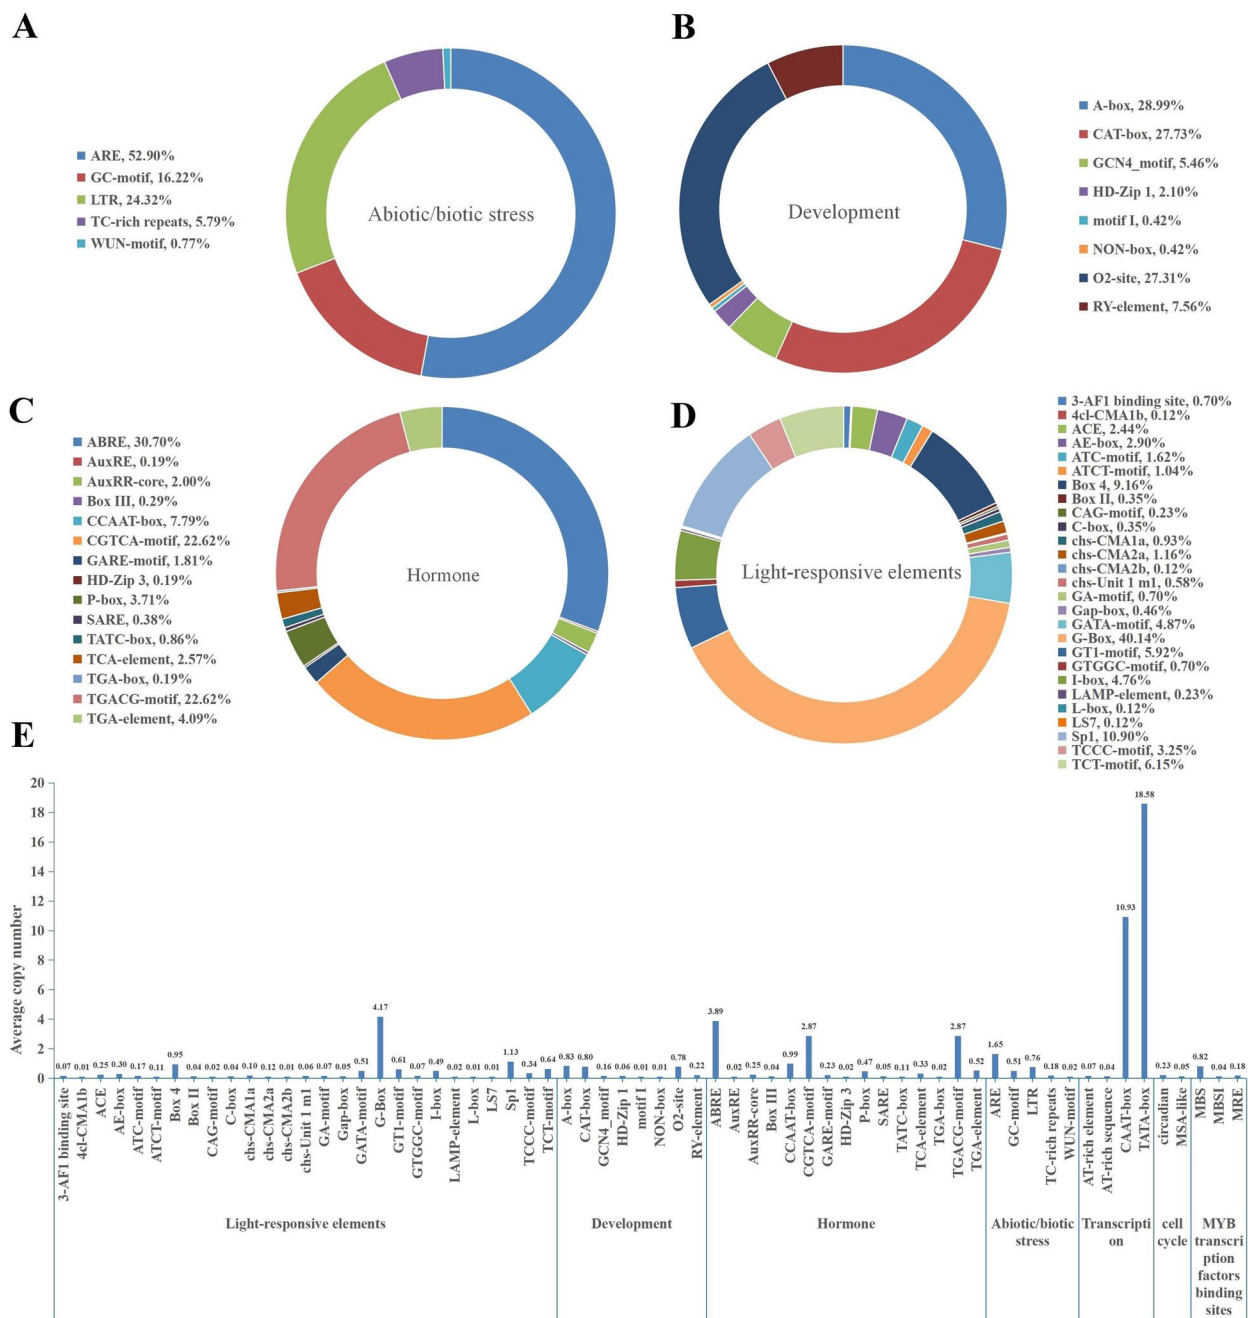 A
ARE, 52.90%
GC-motif, 16.22%
LTR, 24.32%
TC-rich repeats, 5.79%
WUN-motif, 0.77%
Abiotic/biotic stress
B
Development
A-box, 28.99%
CAT-box, 27.73%
GCN4_motif, 5.46%
HD-Zip 1, 2.10%
motif I, 0.42%
NON-box, 0.42%
O2-site, 27.31%
RY-element, 7.56%
C
ABRE, 30.70%
AuxRE, 0.19%
AuxRR-core, 2.00%
Box III, 0.29%
CCAAT-box, 7.79%
CGTCA-motif, 22.62%
GARE-motif, 1.81%
HD-Zip 3, 0.19%
P-box, 3.71%
SARE, 0.38%
TATC-box, 0.86%
TCA-element, 2.57%
TGA-box, 0.19%
TGACG-motif, 22.62%
TGA-element, 4.09%
Hormone
D
Light-responsive elements
3-AF1 binding site, 0.70%
4cl-CMA1b, 0.12%
ACE, 2.44%
AE-box, 2.90%
ATC-motif, 1.62%
ATCT-motif, 1.04%
Box 4, 9.16%
Box II, 0.35%
CAG-motif, 0.23%
C-box, 0.35%
chs-CMA1a, 0.93%
chs-CMA2a, 1.16%
chs-CMA2b, 0.12%
chs-Unit 1 m1, 0.58%
GA-motif, 0.70%
Gap-box, 0.46%
GATA-motif, 4.87%
G-Box, 40.14%
GT1-motif, 5.92%
GTGGC-motif, 0.70%
I-box, 4.76%
LAMP-element, 0.23%
L-box, 0.12%
LS7, 0.12%
Sp1, 10.90%
TCCC-motif, 3.25%
TCT-motif, 6.15%
E
Average copy number
20
18
16
14
12
10
8
6
4
2
0
0.07
0.01
0.25
0.30
0.17
0.11
0.95
0.04
0.02
0.04
0.10
0.12
0.01
0.06
0.07
0.05
0.51
4.17
0.61
0.07
0.49
0.02
0.01
0.01
1.13
0.34
0.64
0.83
0.80
0.16
0.06
0.01
0.01
0.78
0.22
3.89
0.02
0.25
0.04
0.99
2.87
0.23
0.02
0.47
0.05
0.11
0.33
0.02
2.87
0.52
1.65
0.51
0.76
0.18
0.02
0.07
0.04
10.93
18.58
0.23
0.05
0.82
0.04
0.18
3-AF1 binding site
4cl-CMA1b
ACE
AE-box
ATC-motif
ATCT-motif
Box 4
Box II
CAG-motif
C-box
chs-CMA1a
chs-CMA2a
chs-CMA2b
chs-Unit 1 m1
GA-motif
Gap-box
GATA-motif
G-Box
GT1-motif
GTGGC-motif
I-box
LAMP-element
L-box
LS7
Sp1
TCCC-motif
TCT-motif
A-box
CAT-box
GCN4_motif
HD-Zip 1
motif I
NON-box
O2-site
RY-element
ABRE
AuxRE
AuxRR-core
Box III
CCAAT-box
CGTCA-motif
GARE-motif
HD-Zip 3
P-box
SARE
TATC-box
TCA-element
TGA-box
TGACG-motif
TGA-element
ARE
GC-motif
LTR
TC-rich repeats
WUN-motif
AT-rich element
AT-rich sequence
CAAT-box
TATA-box
circadian
MSA-like
MBS
MBSI
MRE
Light-responsive elements
Development
Hormone
Abiotic/biotic
stress
Transcripti
on
cell
cycle
MYB
transcri
ption
factors
binding
sites